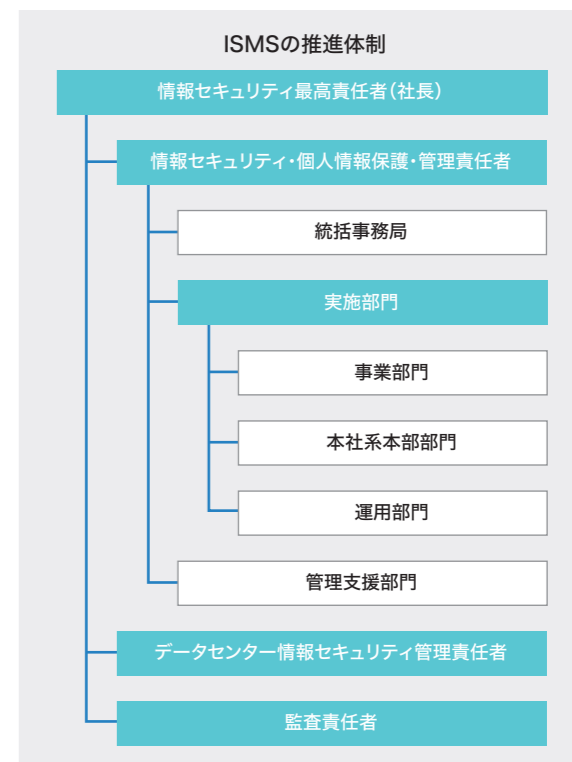 ISMSの推進体制
情報セキュリティ最高責任者（社長）
情報セキュリティ・個人情報保護・管理責任者
統括事務局
実施部門
事業部門
本社系本部部門
運用部門
管理支援部門
データセンター情報セキュリティ管理責任者
監査責任者